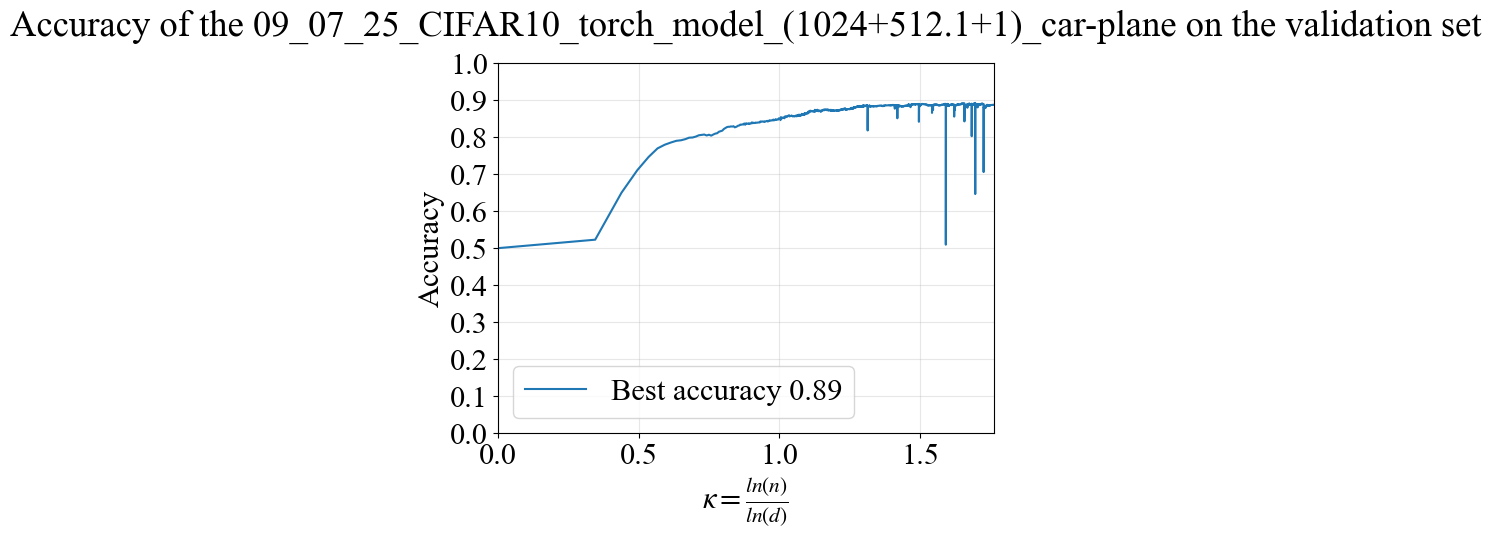 Accuracy of the 09_07_25_CIFAR10_torch_model_(1024+512.1+1)_car-plane on the validation set
1.0
0.9
0.8
0.7
0.6
0.5
0.4
0.3
0.2
0.1
0.0
Accuracy
Best accuracy 0.89
0.0 0.5 1.0 1.5
κ = ln(n) / ln(d)